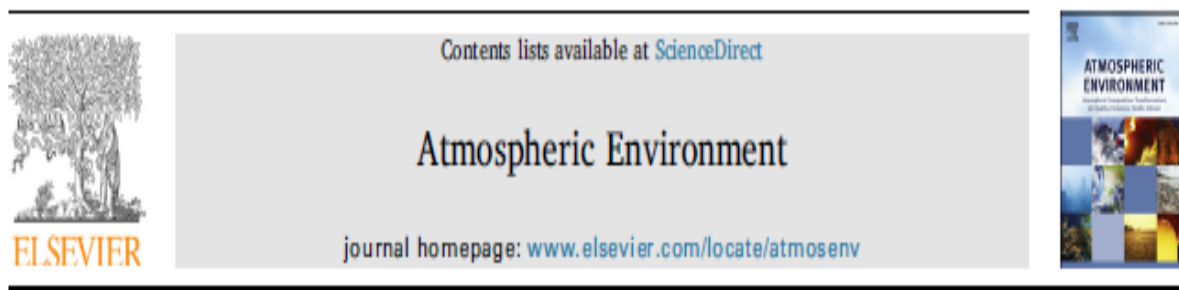 Contents lists available at ScienceDirect
Atmospheric Environment
journal homepage: www.elsevier.com/locate/atmosenv
ELSEVIER
ATMOSPHERIC
ENVIRONMENT